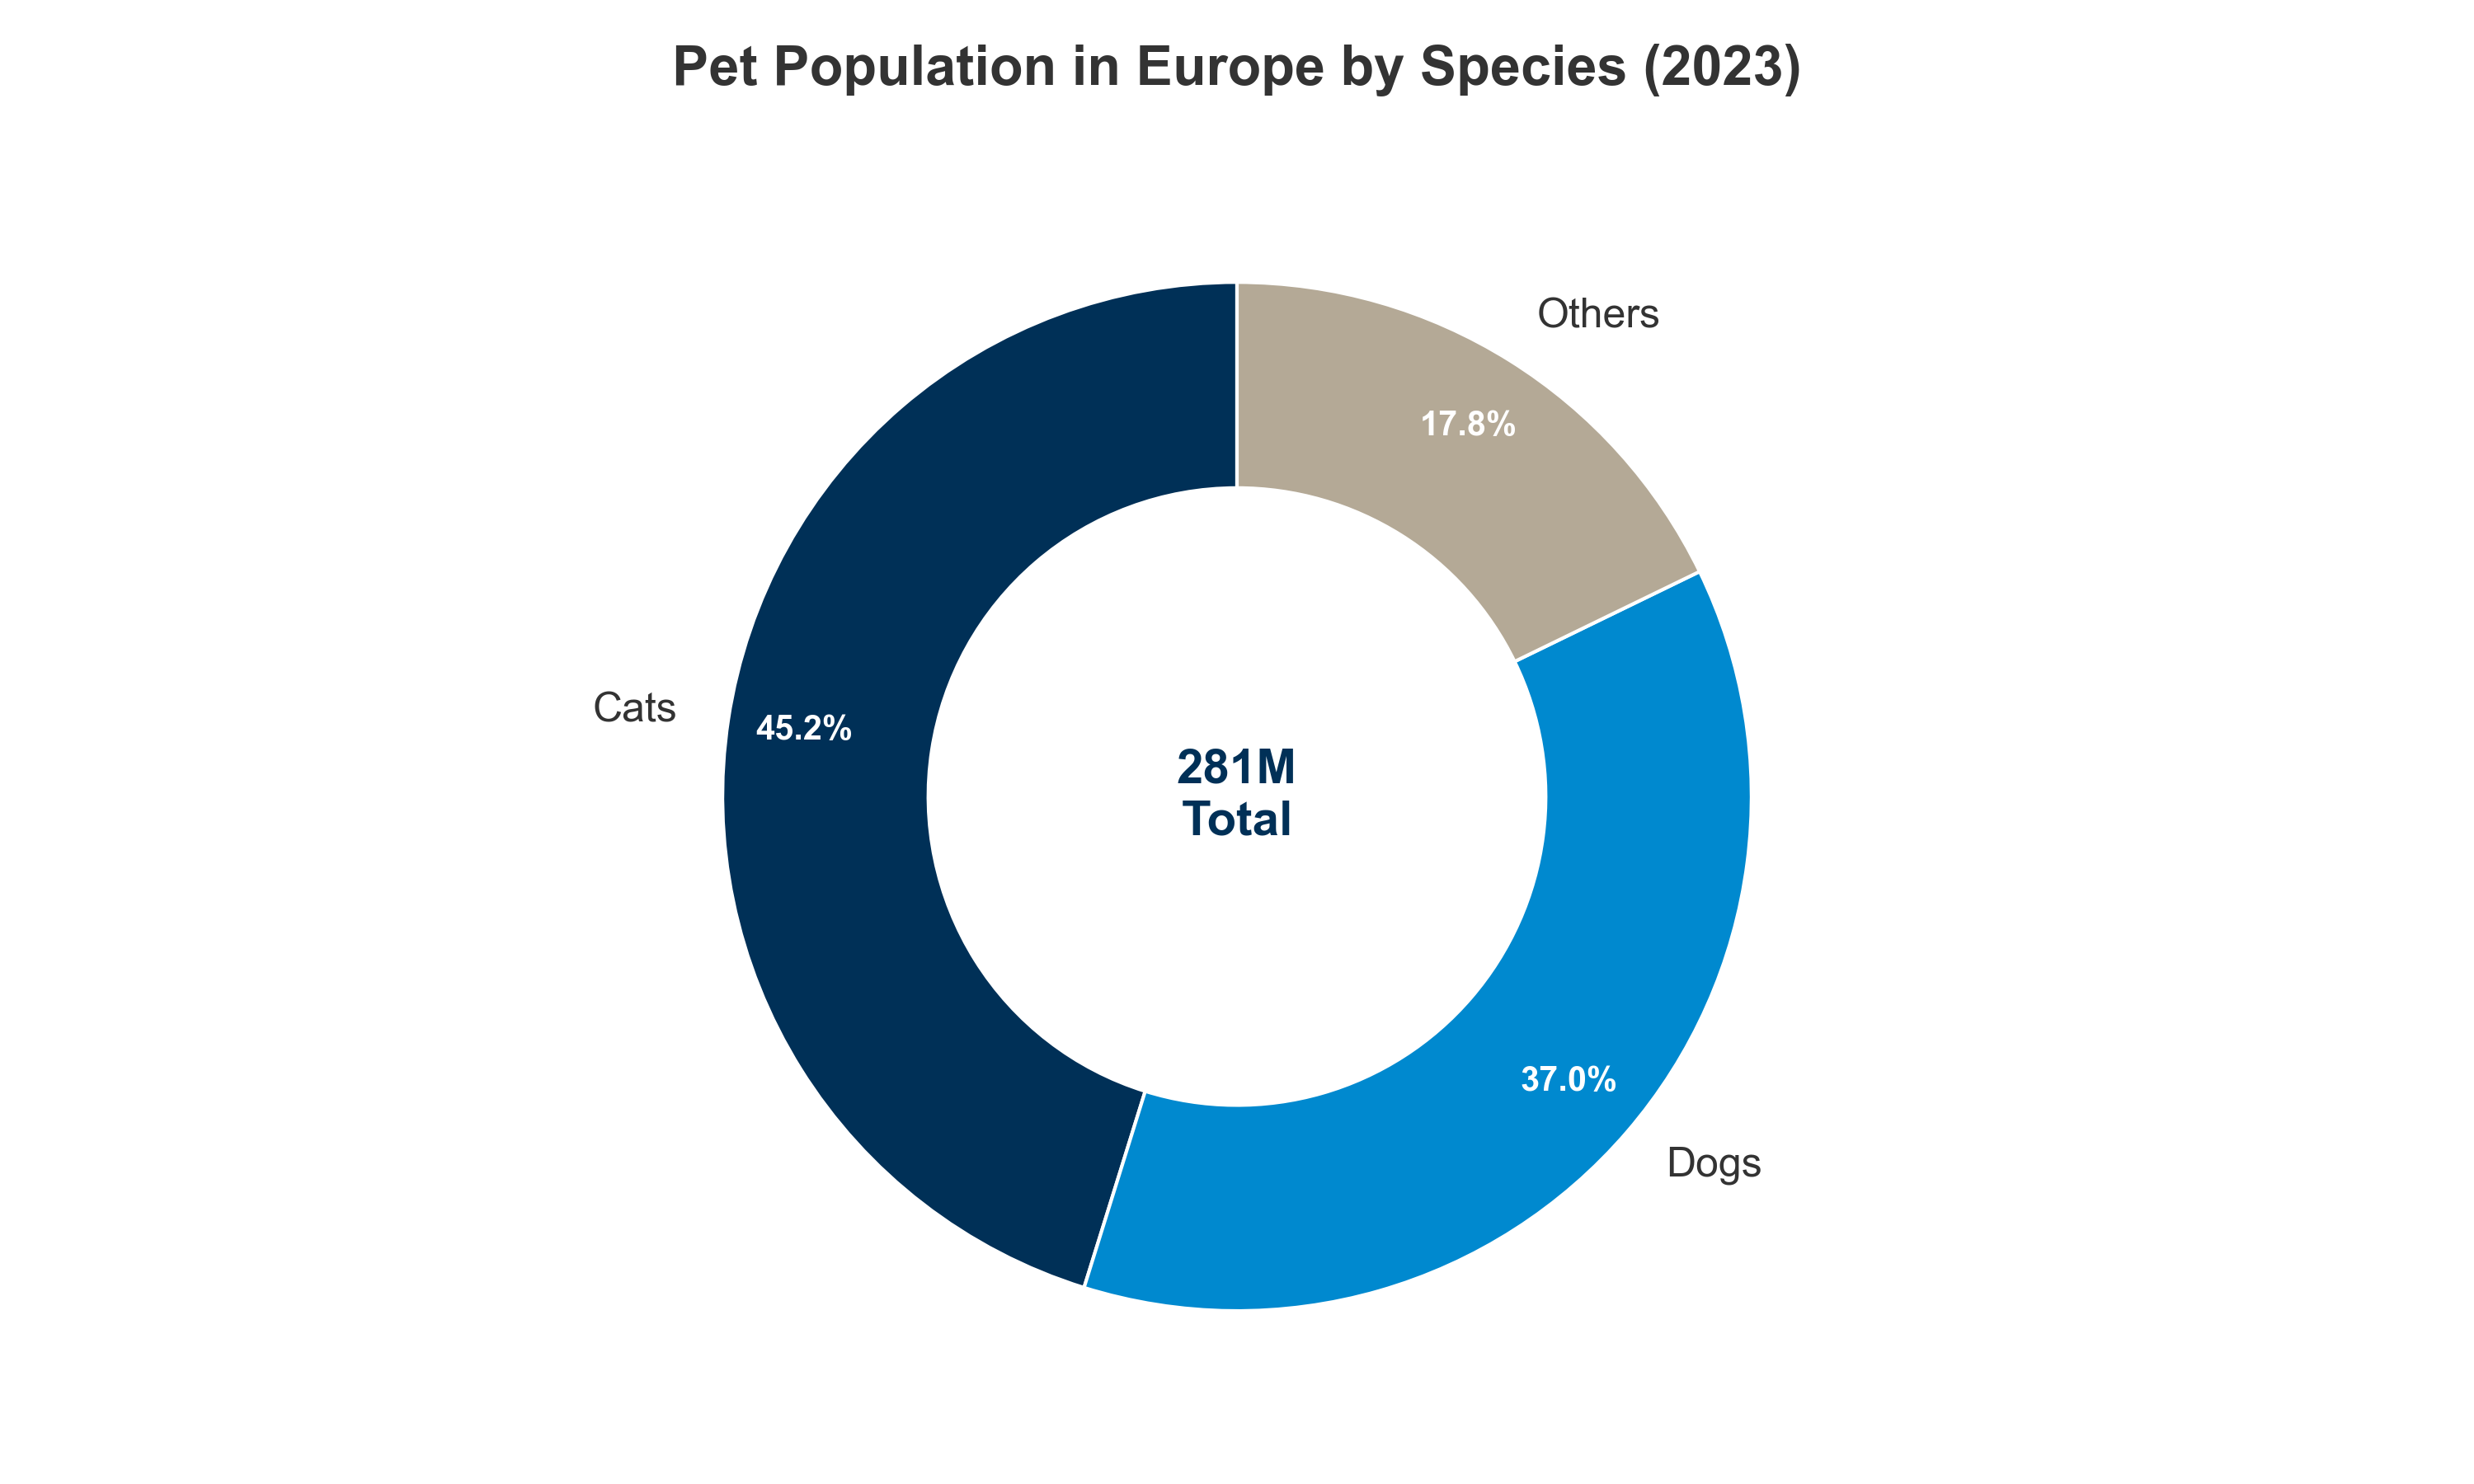 Pet Population in Europe by Species (2023)
Others
17.8%
Cats
45.2%
281M
Total
37.0%
Dogs